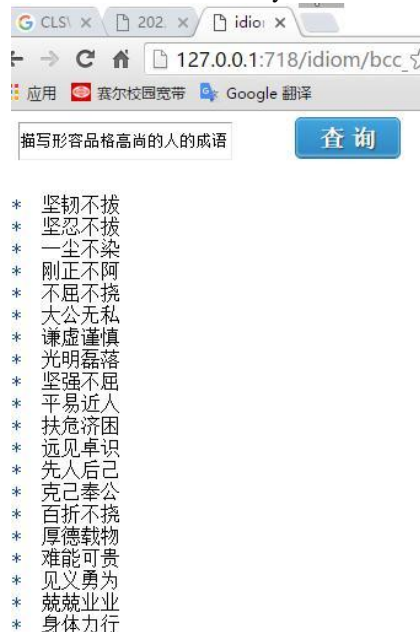 CLSV
202.
idio
127.0.0.1:718/idiom/bcc_
应用 赛尔校园宽带 Google 翻译
描写形容品格高尚的人的成语 查询
* 坚韧不拔
* 坚忍不拔
* 一尘不染
* 刚正不阿
* 不屈不挠
* 大公无私
* 谦虚谨慎
* 光明磊落
* 坚强不屈
* 平易近人
* 扶危济困
* 远见卓识
* 先人后己
* 克己奉公
* 百折不挠
* 厚德载物
* 难能可贵
* 见义勇为
* 兢兢业业
* 身体力行